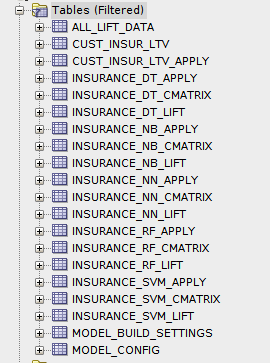 Tables (Filtered)
ALL_LIFT_DATA
CUST_INSUR_LTV
CUST_INSUR_LTV_APPLY
INSURANCE_DT_APPLY
INSURANCE_DT_CMATRIX
INSURANCE_DT_LIFT
INSURANCE_NB_APPLY
INSURANCE_NB_CMATRIX
INSURANCE_NB_LIFT
INSURANCE_NN_APPLY
INSURANCE_NN_CMATRIX
INSURANCE_NN_LIFT
INSURANCE_RF_APPLY
INSURANCE_RF_CMATRIX
INSURANCE_RF_LIFT
INSURANCE_SVM_APPLY
INSURANCE_SVM_CMATRIX
INSURANCE_SVM_LIFT
MODEL_BUILD_SETTINGS
MODEL_CONFIG